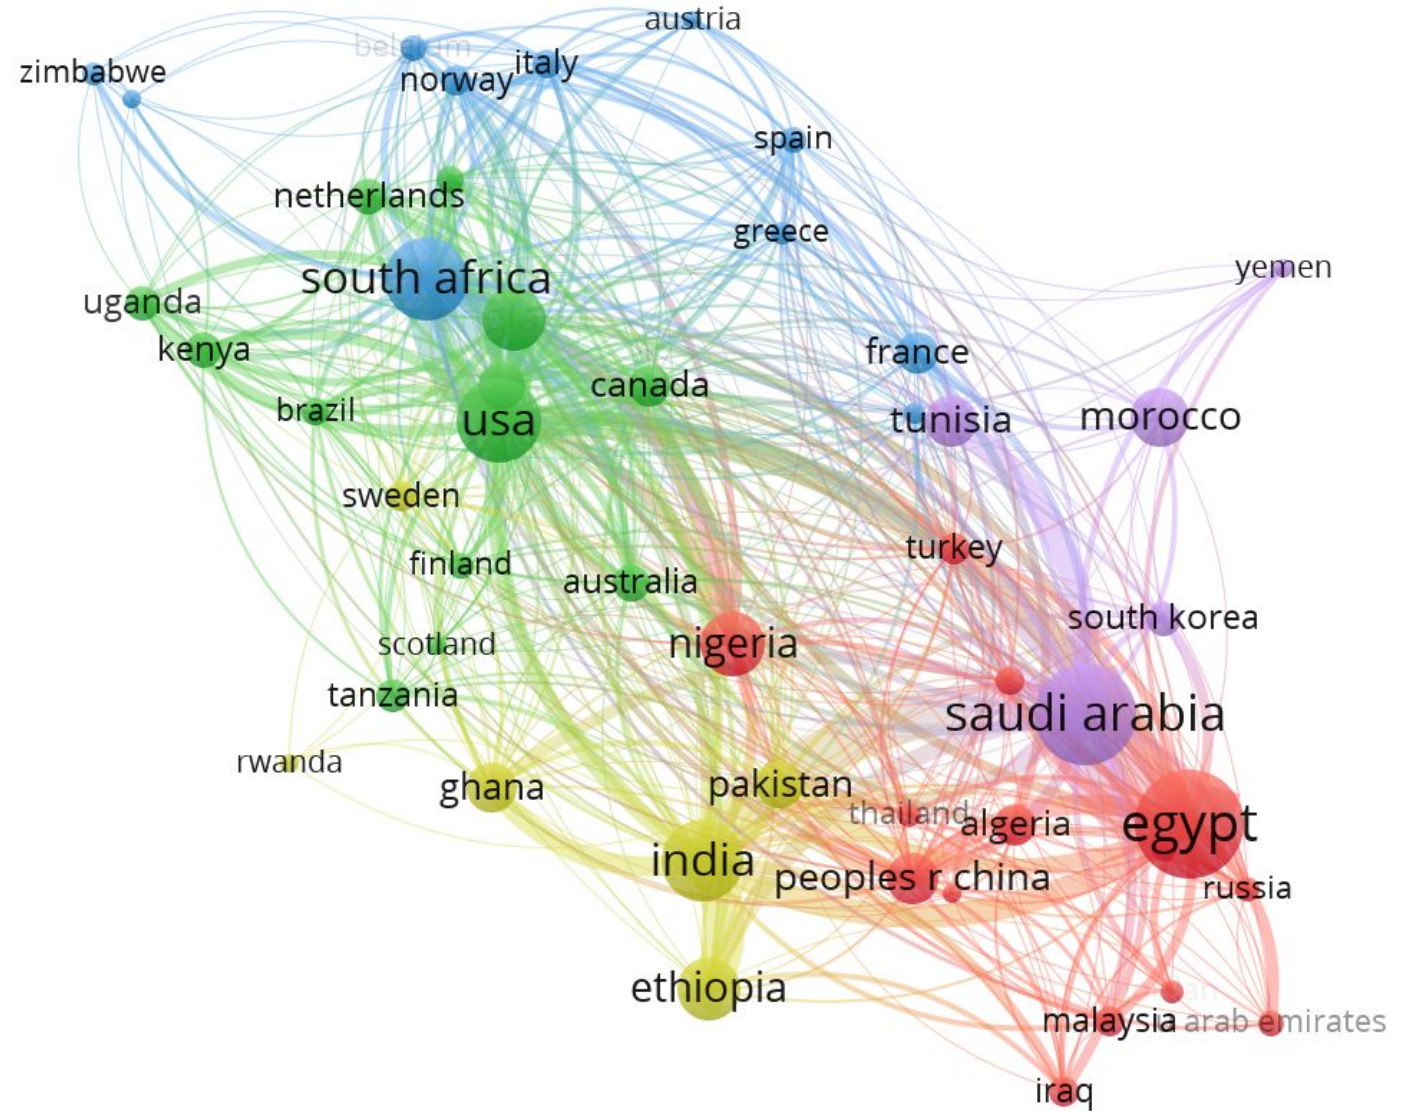 austria
belgium
italy
zimbabwe
norway
spain
netherlands
greece
south africa
yemen
uganda
kenya
france
canada
brazil
tunisia
morocco
usa
sweden
turkey
finland
australia
south korea
nigeria
scotland
tanzania
saudi arabia
rwanda
ghana
pakistan
thailand
algeria
egypt
india
peoples r china
russia
ethiopia
malaysia
u arab emirates
iraq